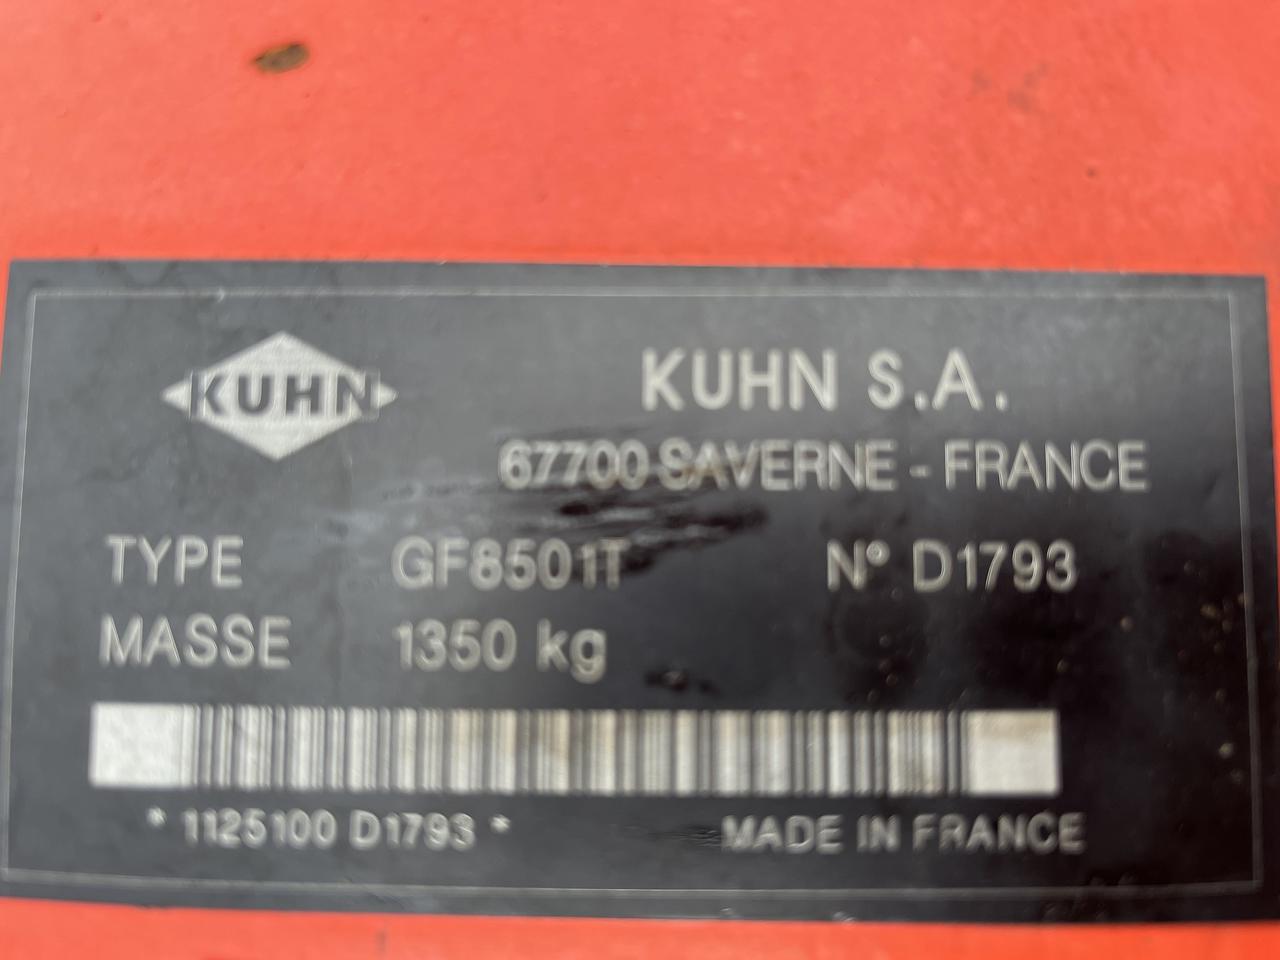 KUHN
KUHN S.A.
67700 SAVERNE - FRANCE
TYPE GF8501T N° D1793
MASSE 1350 kg
* 1125100 D1793 *
MADE IN FRANCE